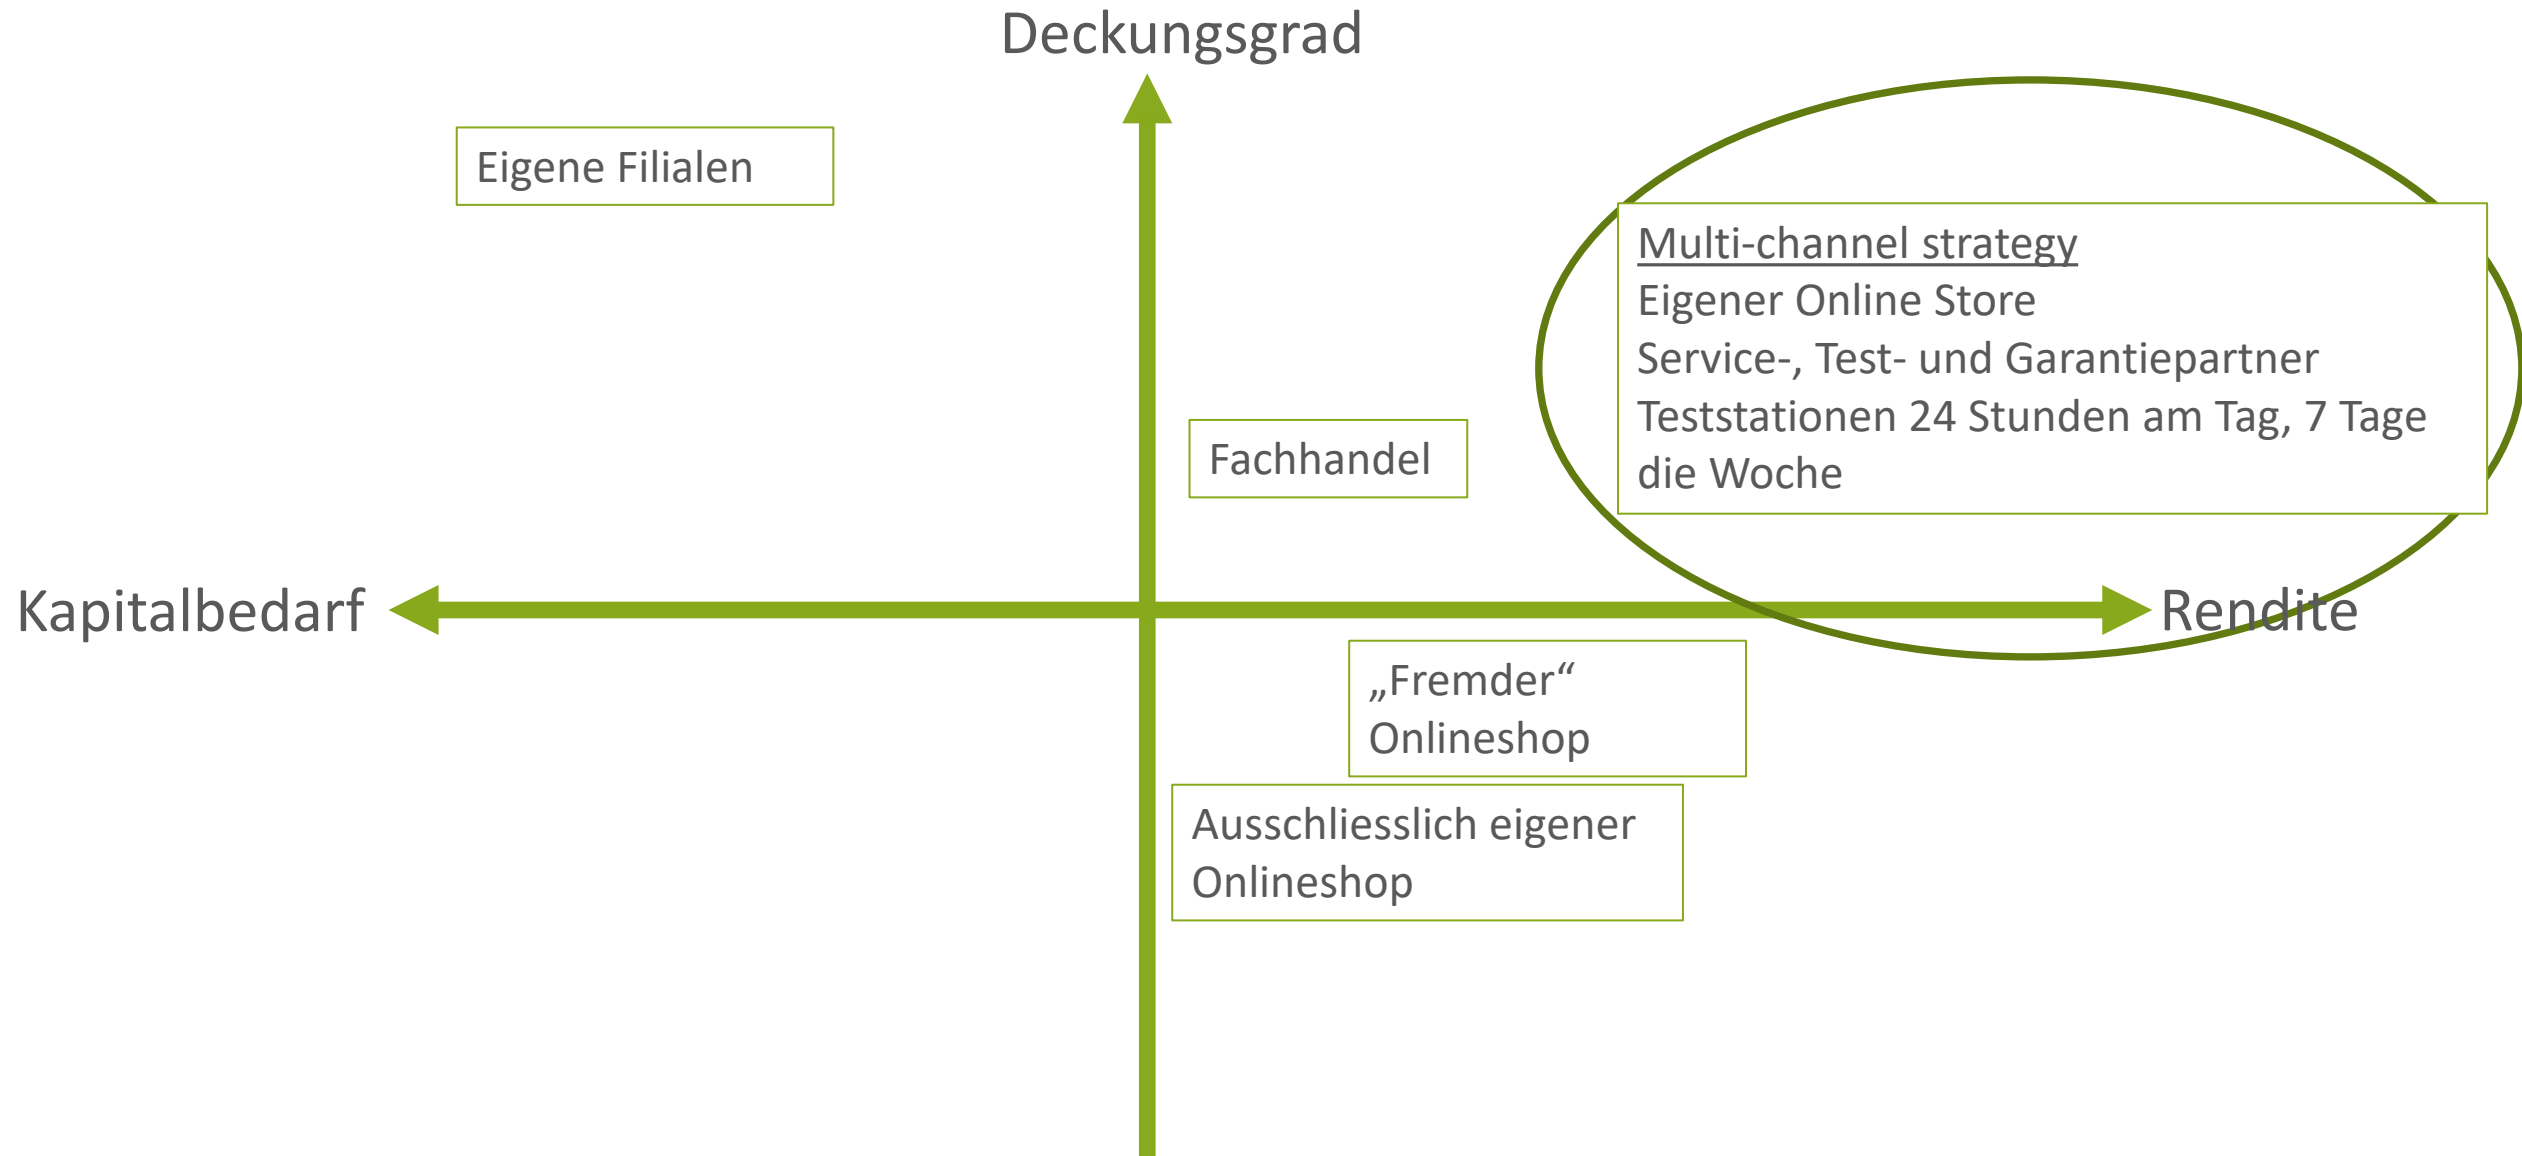 Deckungsgrad
Eigene Filialen
Multi-channel strategy
Eigener Online Store
Service-, Test- und Garantiepartner
Teststationen 24 Stunden am Tag, 7 Tage
die Woche
Fachhandel
Kapitalbedarf
Rendite
„Fremder“
Onlineshop
Ausschliesslich eigener
Onlineshop